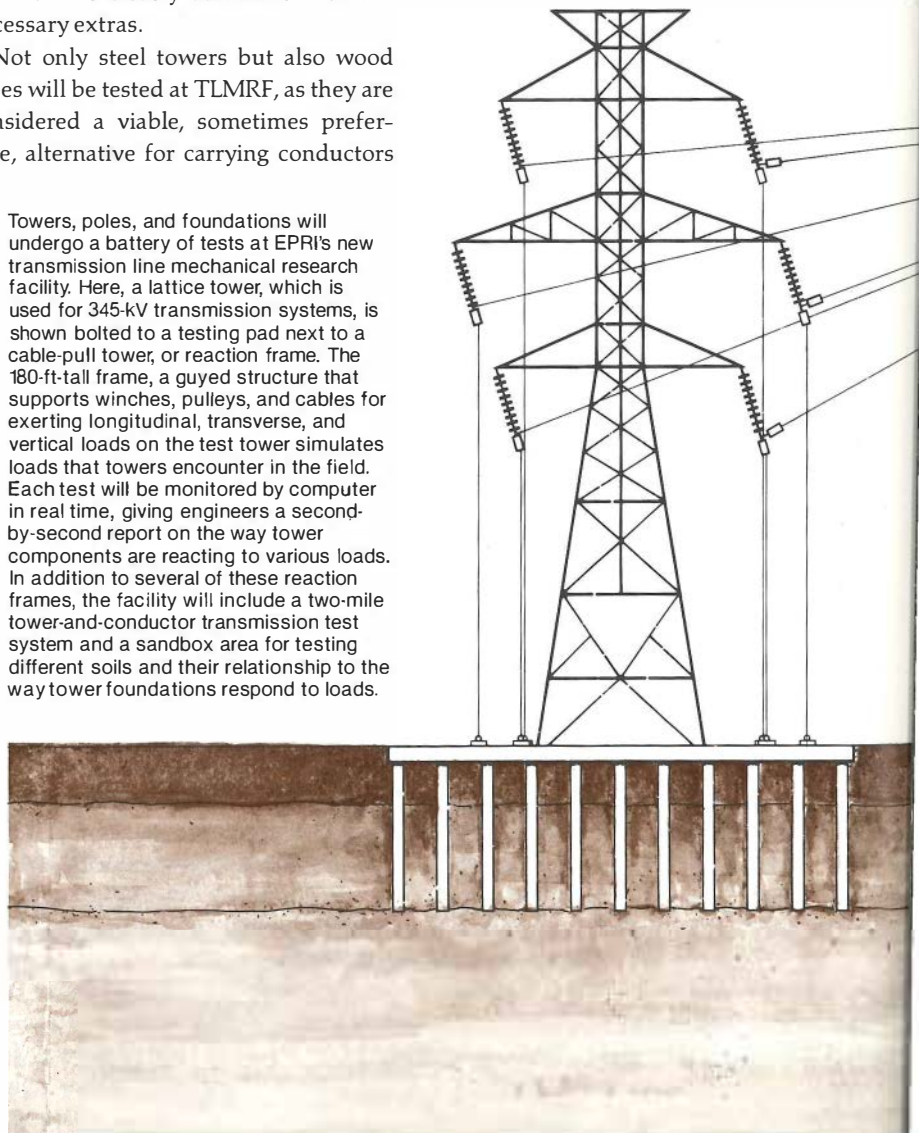 cessary extras.
Not only steel towers but also wood
es will be tested at TLMRF, as they are
nsidered a viable, sometimes prefer-
e, alternative for carrying conductors
Towers, poles, and foundations will
undergo a battery of tests at EPRI's new
transmission line mechanical research
facility. Here, a lattice tower, which is
used for 345-kV transmission systems, is
shown bolted to a testing pad next to a
cable-pull tower, or reaction frame. The
180-ft-tall frame, a guyed structure that
supports winches, pulleys, and cables for
exerting longitudinal, transverse, and
vertical loads on the test tower simulates
loads that towers encounter in the field.
Each test will be monitored by computer
in real time, giving engineers a second-
by-second report on the way tower
components are reacting to various loads.
In addition to several of these reaction
frames, the facility will include a two-mile
tower-and-conductor transmission test
system and a sandbox area for testing
different soils and their relationship to the
way tower foundations respond to loads.